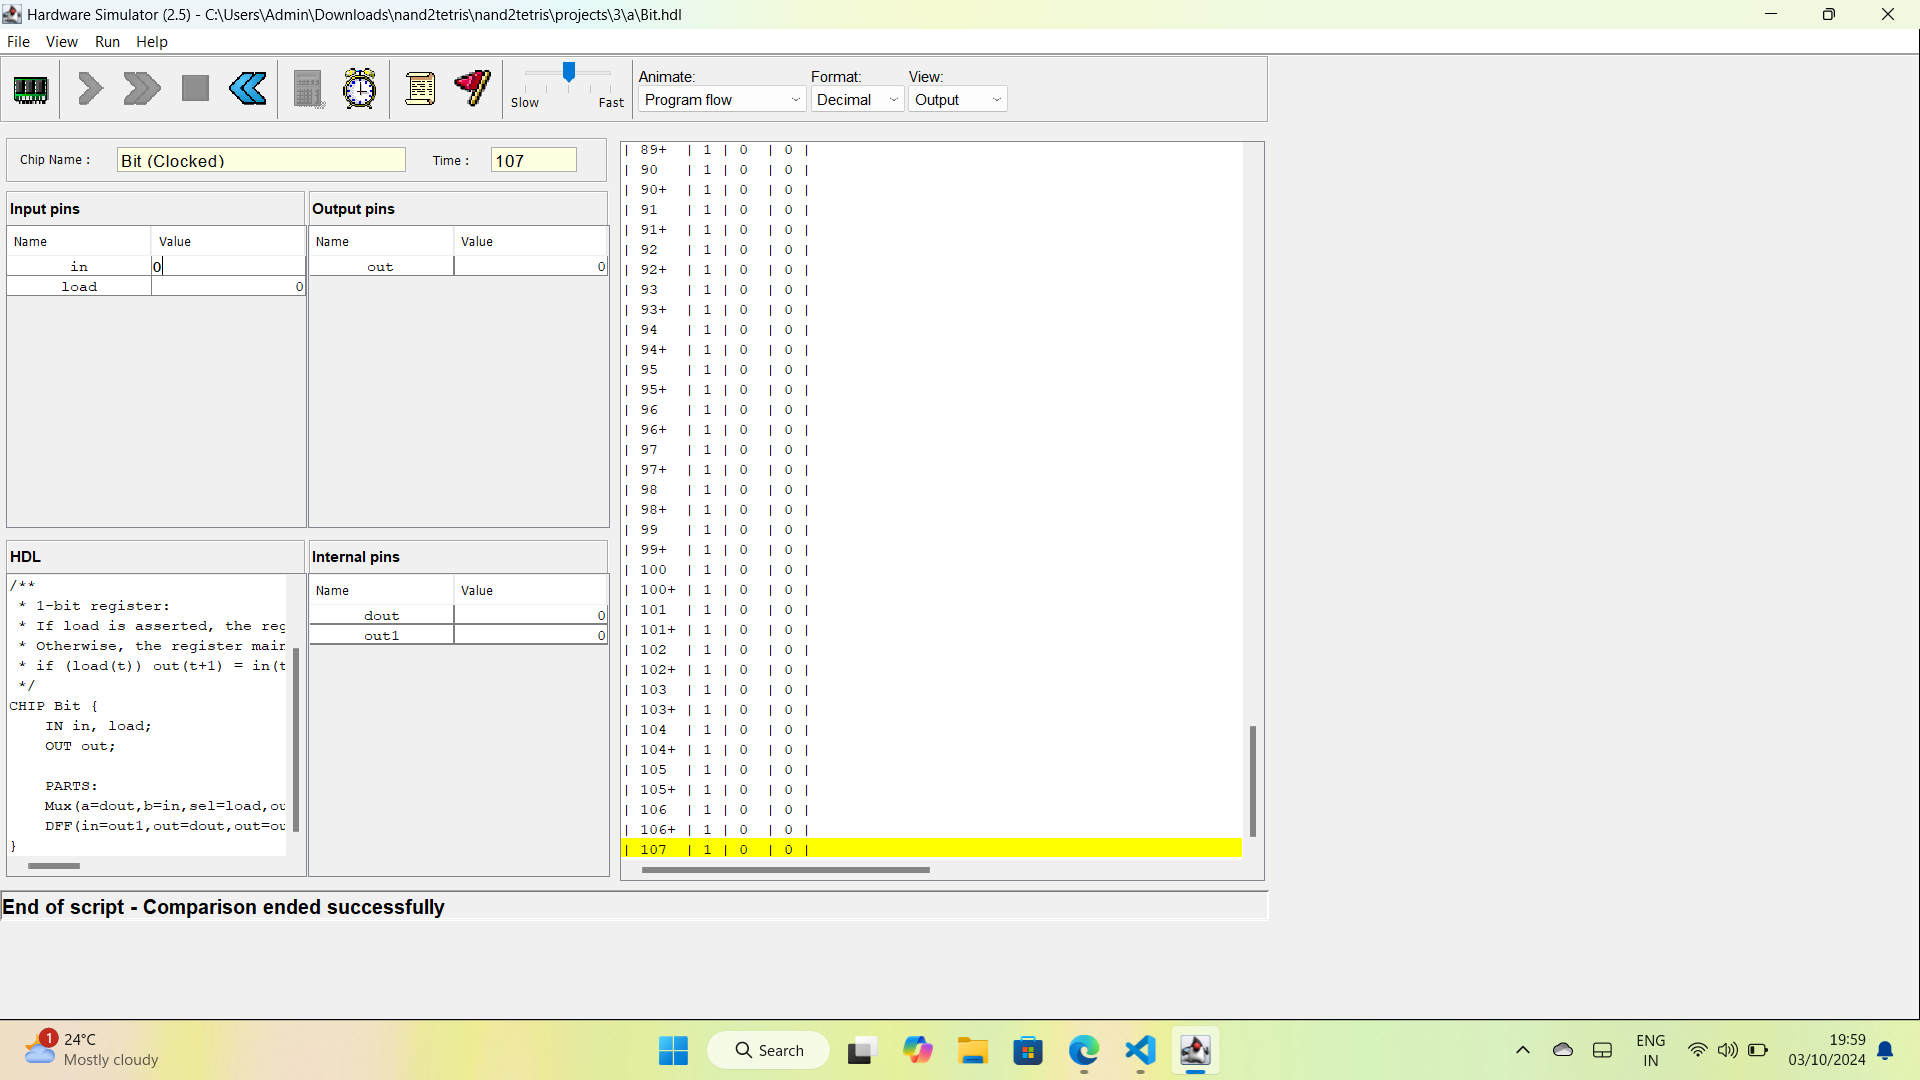 Hardware Simulator (2.5) - C:\Users\Admin\Downloads\nand2tetris\nand2tetris\projects\3\a\Bit.hdl
File View Run Help
Slow Fast
Animate: Format: View:
Program flow Decimal Output
Chip Name : Bit (Clocked) Time : 107
Input pins
Name Value
in 0
load 0
Output pins
Name Value
out 0
HDL
/**
* 1-bit register:
* If load is asserted, the reg
* Otherwise, the register main
* if (load(t)) out(t+1) = in(t
*/
CHIP Bit {
IN in, load;
OUT out;
PARTS:
Mux(a=dout,b=in,sel=load,ou
DFF(in=out1,out=dout,out=ou
}
Internal pins
Name Value
dout 0
out1 0
| 89+ | 1 | 0 | 0 |
| 90 | 1 | 0 | 0 |
| 90+ | 1 | 0 | 0 |
| 91 | 1 | 0 | 0 |
| 91+ | 1 | 0 | 0 |
| 92 | 1 | 0 | 0 |
| 92+ | 1 | 0 | 0 |
| 93 | 1 | 0 | 0 |
| 93+ | 1 | 0 | 0 |
| 94 | 1 | 0 | 0 |
| 94+ | 1 | 0 | 0 |
| 95 | 1 | 0 | 0 |
| 95+ | 1 | 0 | 0 |
| 96 | 1 | 0 | 0 |
| 96+ | 1 | 0 | 0 |
| 97 | 1 | 0 | 0 |
| 97+ | 1 | 0 | 0 |
| 98 | 1 | 0 | 0 |
| 98+ | 1 | 0 | 0 |
| 99 | 1 | 0 | 0 |
| 99+ | 1 | 0 | 0 |
| 100 | 1 | 0 | 0 |
| 100+ | 1 | 0 | 0 |
| 101 | 1 | 0 | 0 |
| 101+ | 1 | 0 | 0 |
| 102 | 1 | 0 | 0 |
| 102+ | 1 | 0 | 0 |
| 103 | 1 | 0 | 0 |
| 103+ | 1 | 0 | 0 |
| 104 | 1 | 0 | 0 |
| 104+ | 1 | 0 | 0 |
| 105 | 1 | 0 | 0 |
| 105+ | 1 | 0 | 0 |
| 106 | 1 | 0 | 0 |
| 106+ | 1 | 0 | 0 |
| 107 | 1 | 0 | 0 |
End of script - Comparison ended successfully
1
24°C
Mostly cloudy
Search
ENG
IN
19:59
03/10/2024